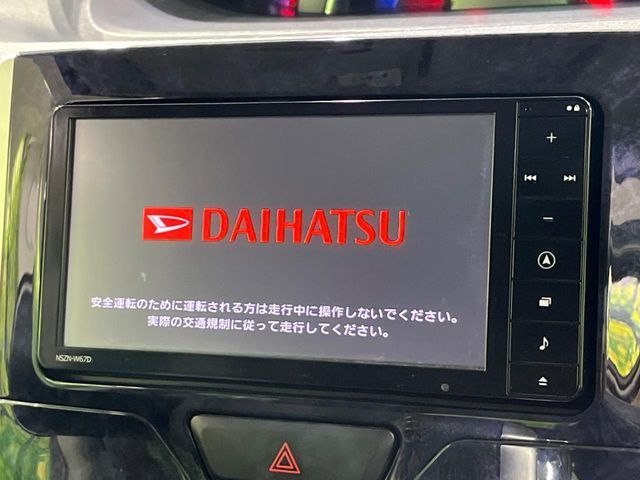 DAIHATSU
安全運転のために運転される方は走行中に操作しないでください。
実際の交通規制に従って走行してください。
NSZN-W67D